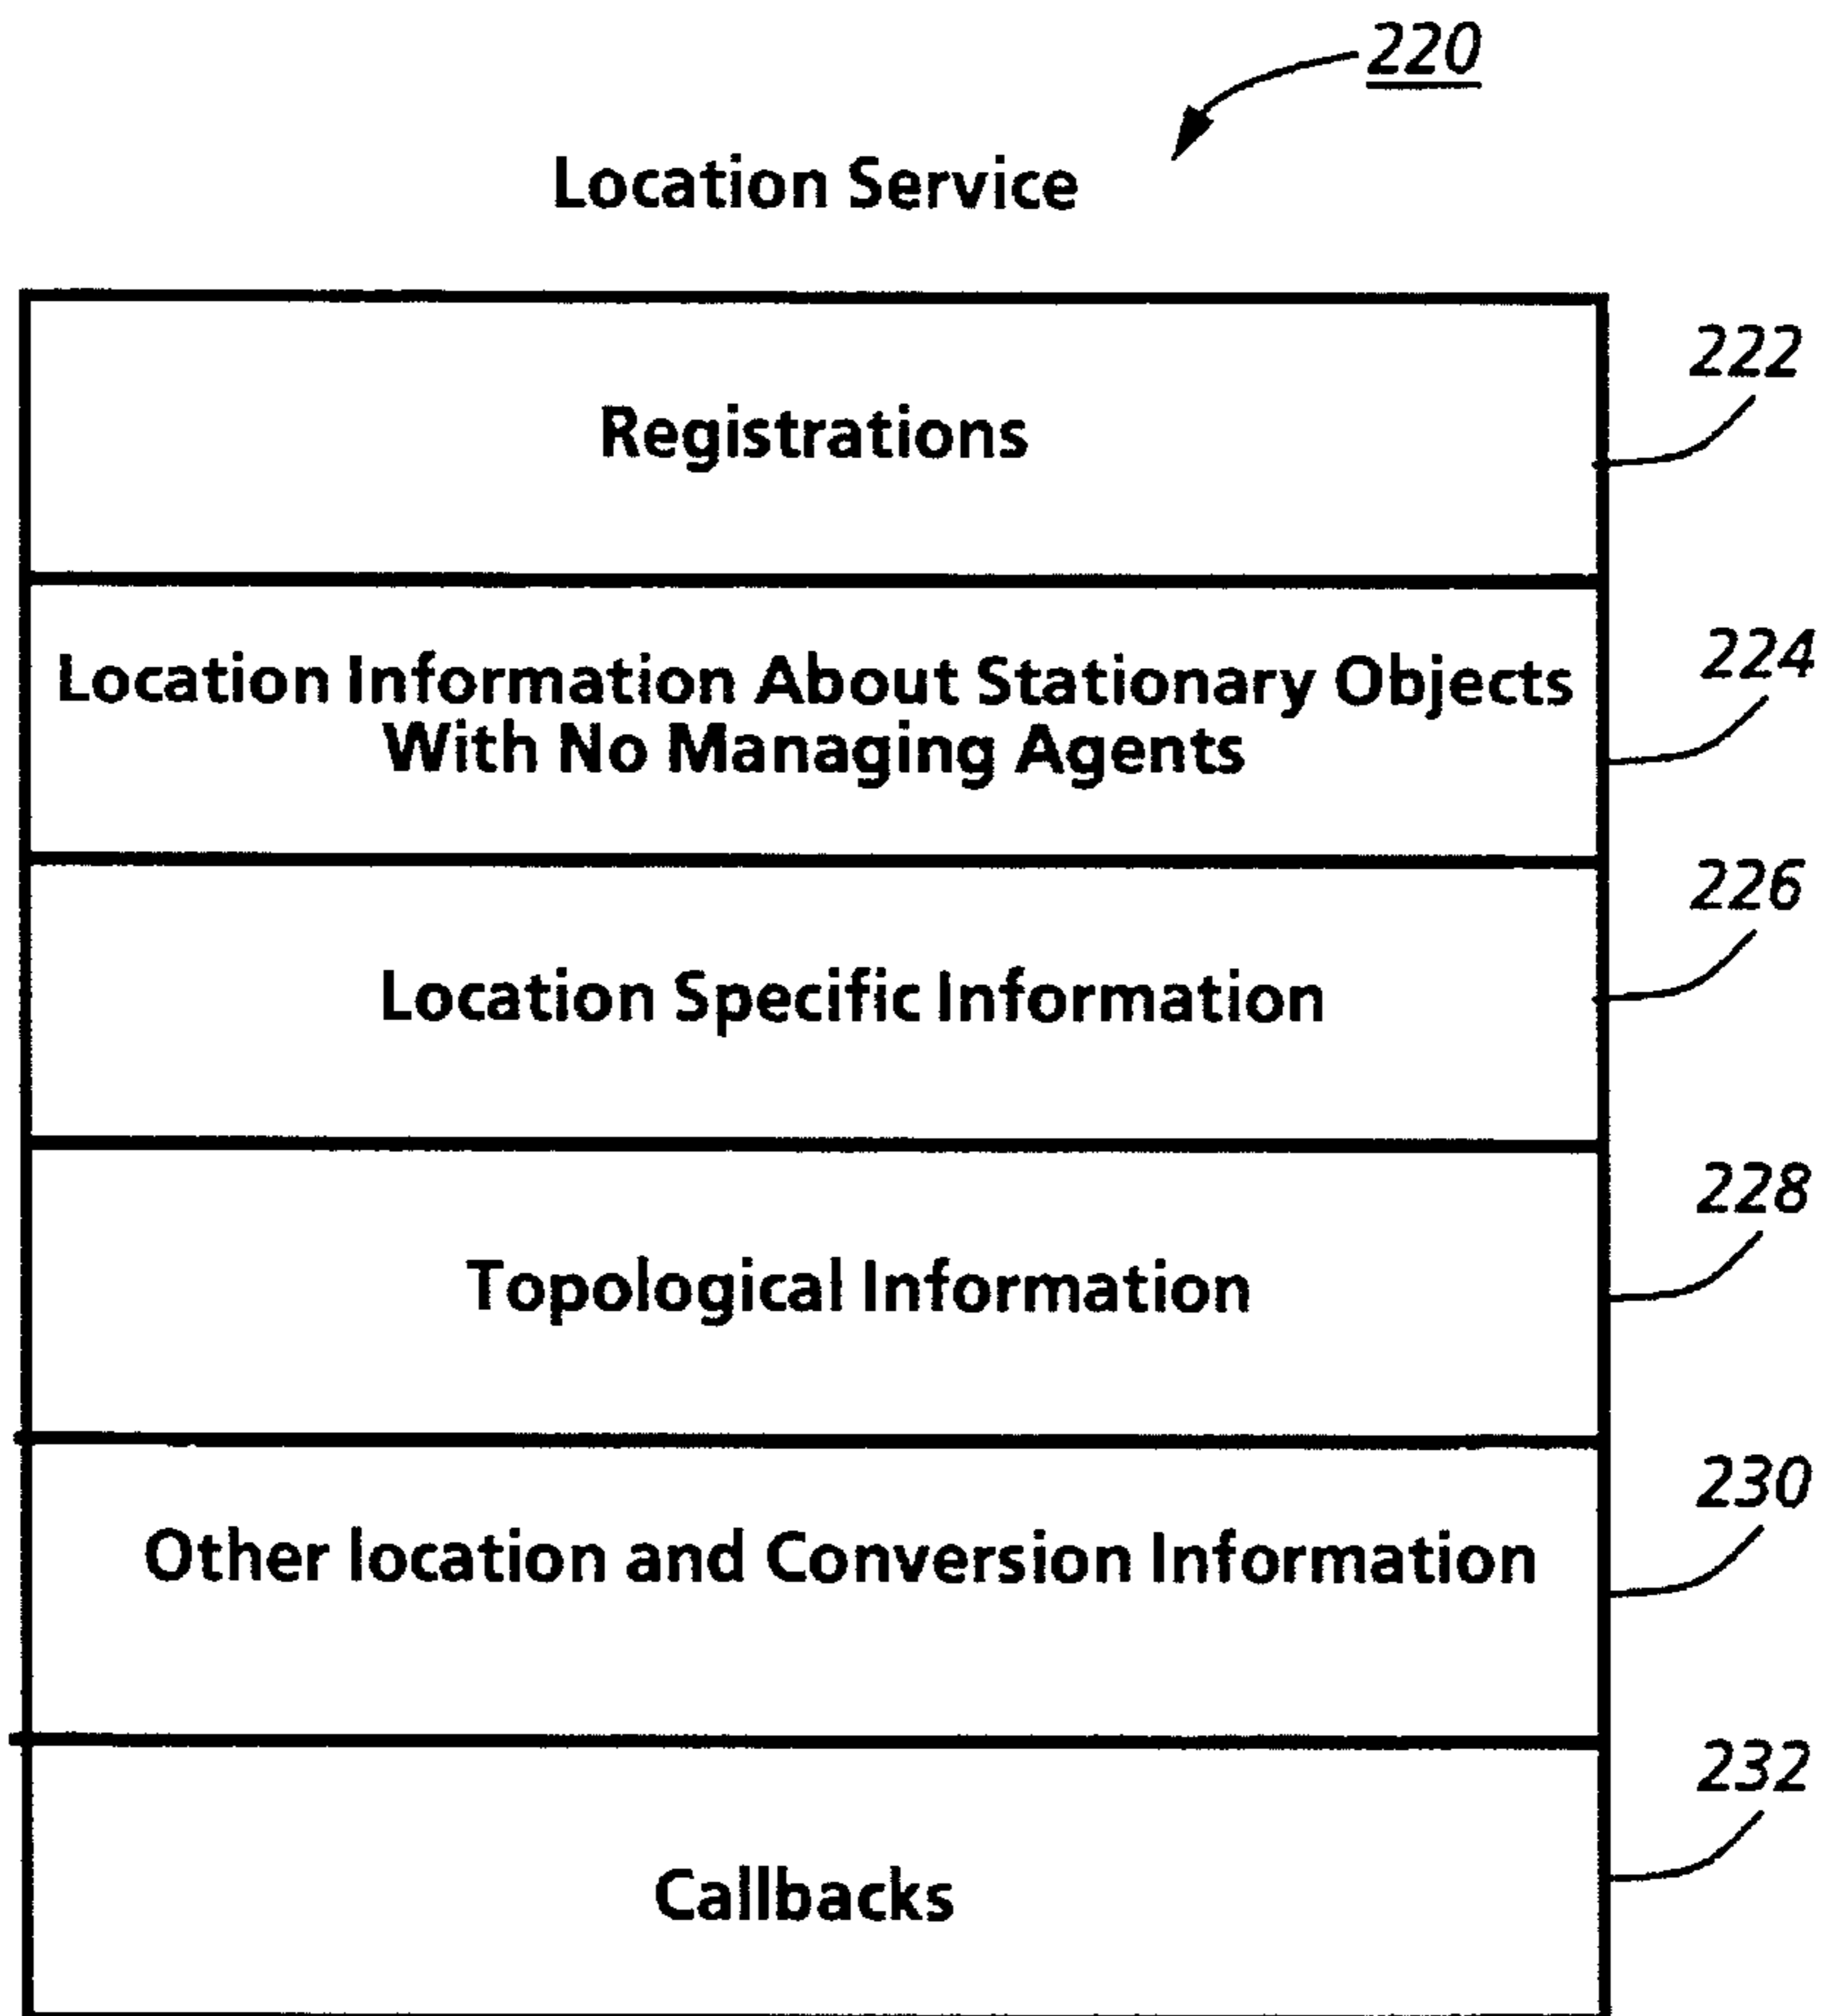 220
Location Service
222
Registrations
224
Location Information About Stationary Objects
With No Managing Agents
226
Location Specific Information
228
Topological Information
230
Other location and Conversion Information
232
Callbacks